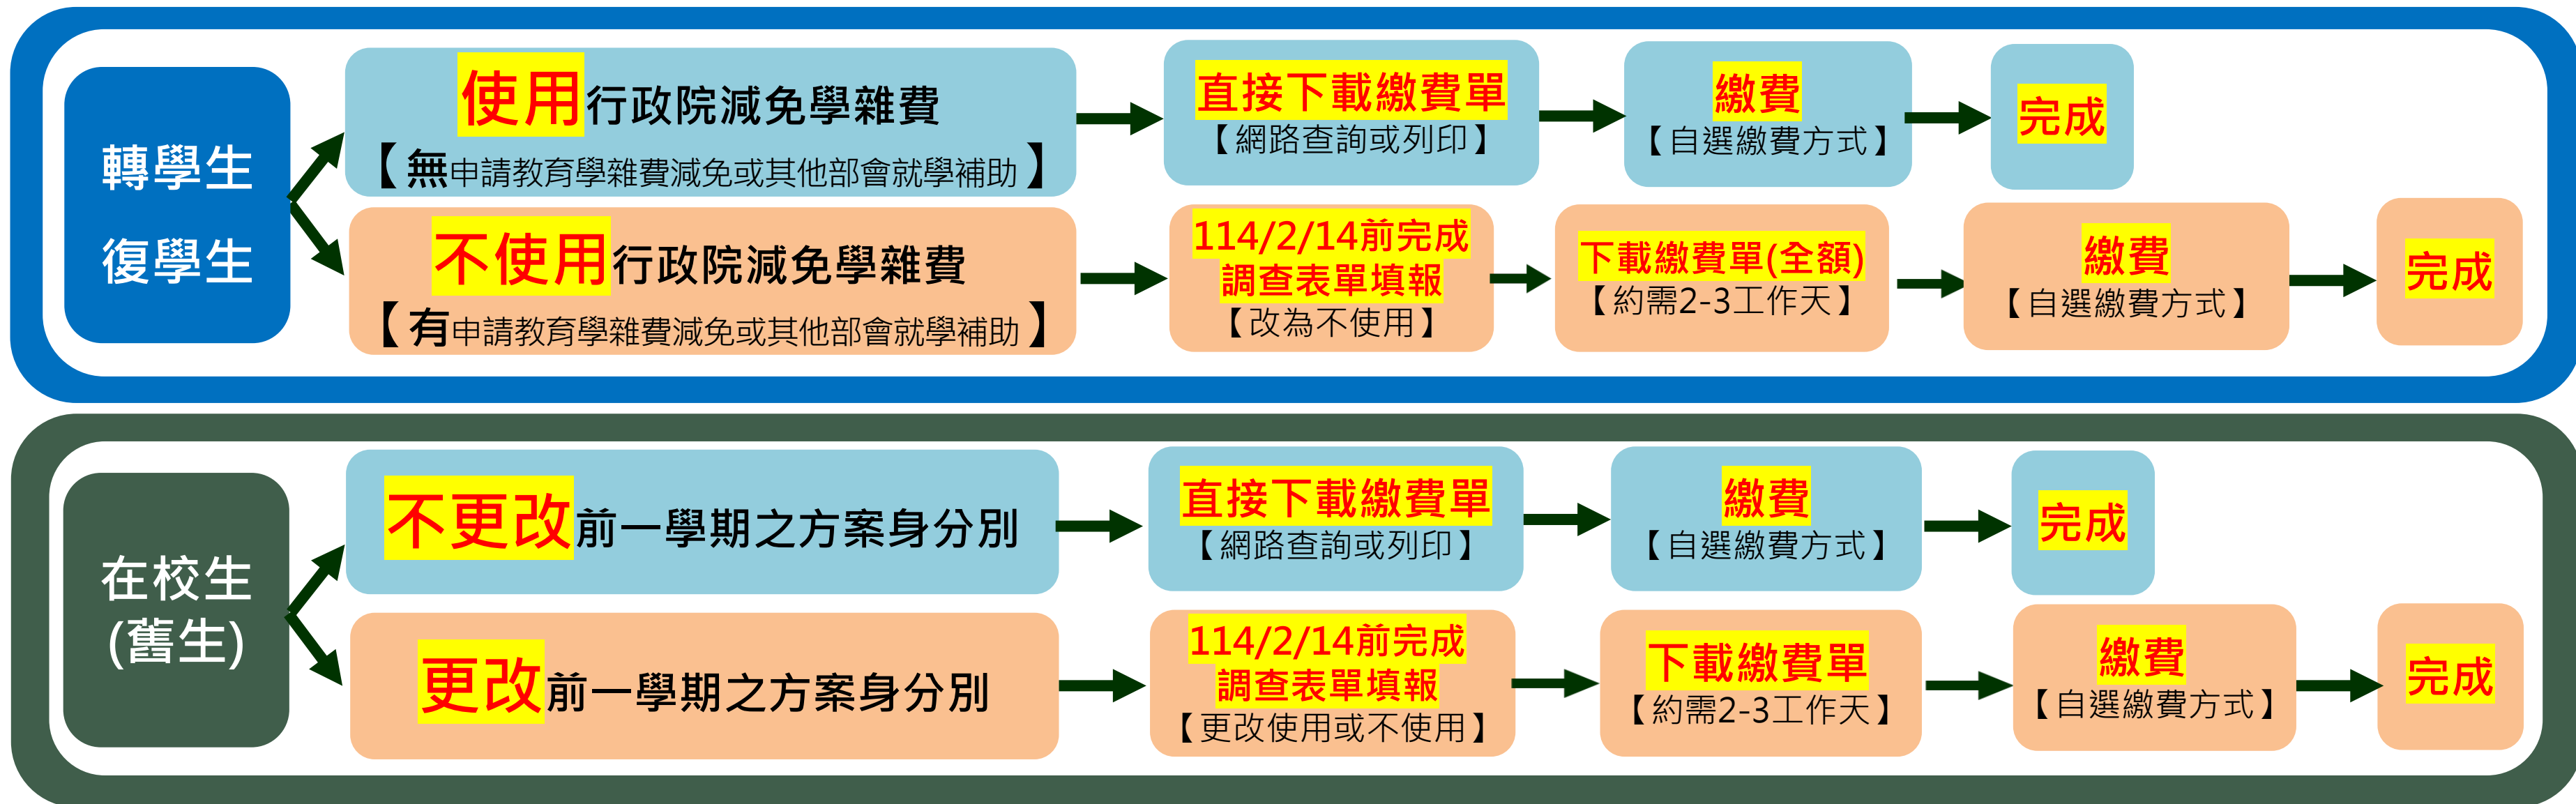 轉學生
復學生
使用行政院減免學雜費
【無申請教育學雜費減免或其他部會就學補助】
直接下載繳費單
【網路查詢或列印】
繳費
【自選繳費方式】
完成
不使用行政院減免學雜費
【有申請教育學雜費減免或其他部會就學補助】
114/2/14前完成
調查表單填報
【改為不使用】
下載繳費單(全額)
【約需2-3工作天】
繳費
【自選繳費方式】
完成
在校生
(舊生)
不更改前一學期之方案身分別
直接下載繳費單
【網路查詢或列印】
繳費
【自選繳費方式】
完成
更改前一學期之方案身分別
114/2/14前完成
調查表單填報
【更改使用或不使用】
下載繳費單
【約需2-3工作天】
繳費
【自選繳費方式】
完成